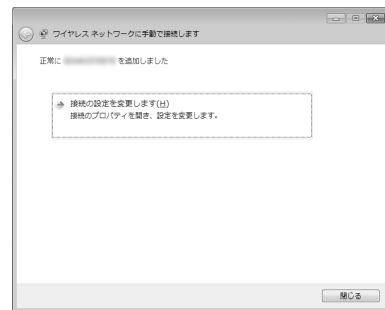 ワイヤレス ネットワークに手動で接続します
正常に を追加しました
接続の設定を変更します(H)
接続のプロパティを開き、設定を変更します。
閉じる